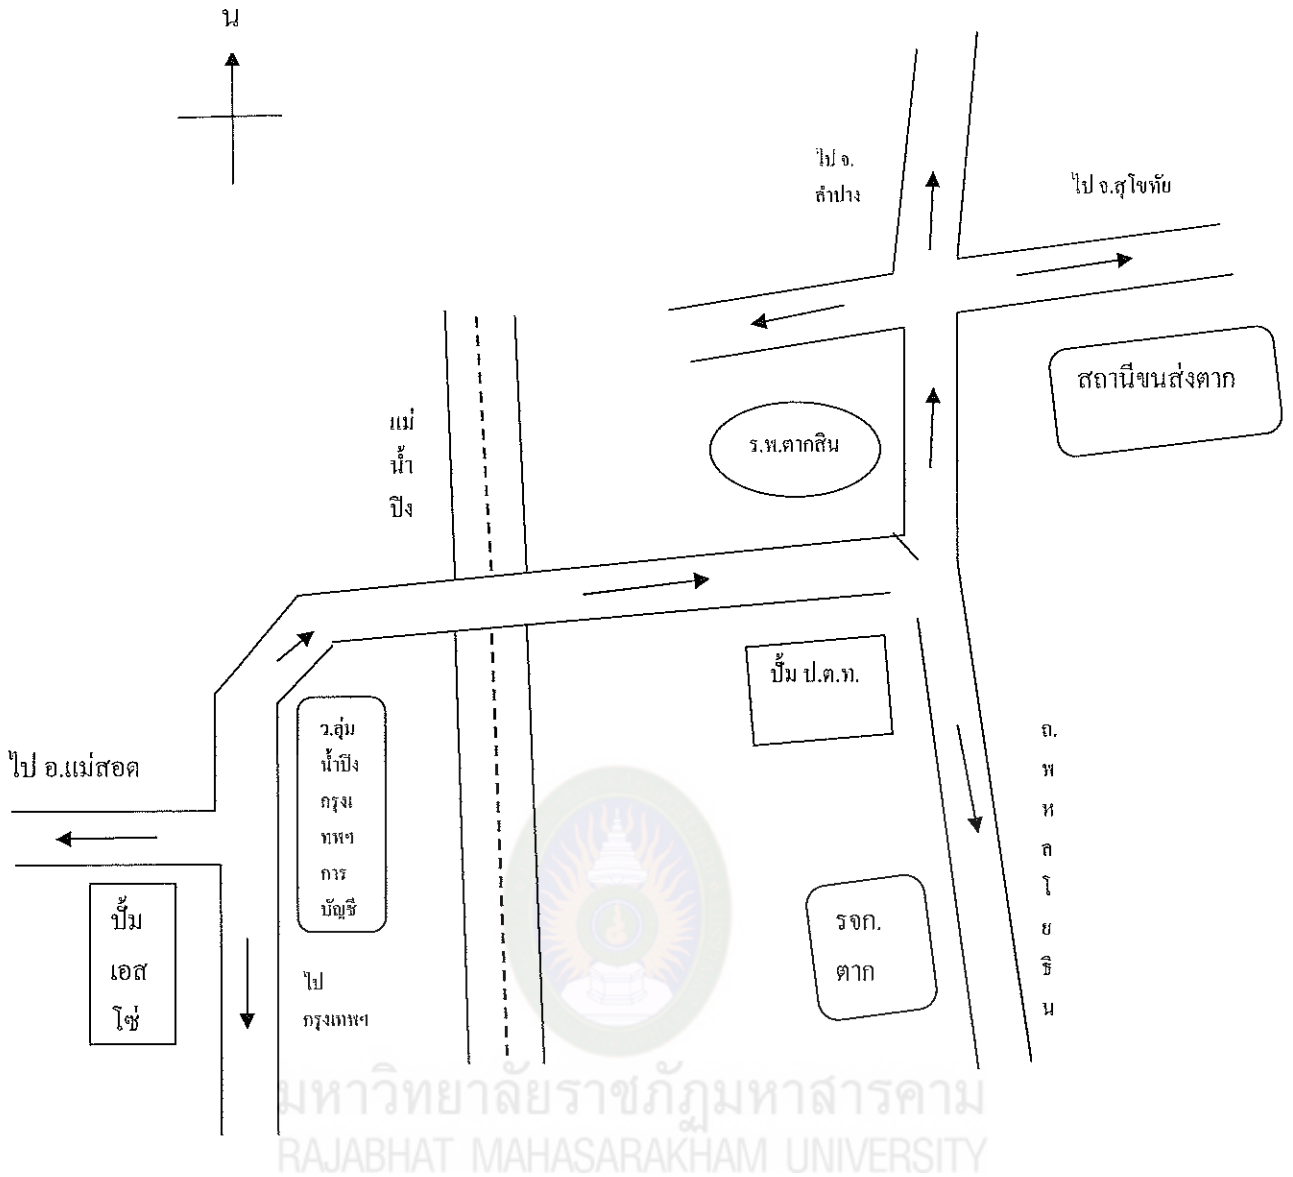 น
ไป จ.
ลำปาง
ไป จ.สุโขทัย
สถานีขนส่งตาก
แม่
น้ำ
ปิง
ร.พ.ตากสิน
ปั๊ม ป.ต.ท.
ไป อ.แม่สอด
ว.ลุ่ม
น้ำปิง
กรุงเ
ทพฯ
การ
บัญชี
ปั้ม
เอส
โซ่
ไป
กรุงเทพฯ
รจก.
ตาก
ถ.
พ
ห
ล
โ
ย
ธิ
น
มหาวิทยาลัยราชภัฏมหาสารคาม
RAJABHAT MAHASARAKHAM UNIVERSITY